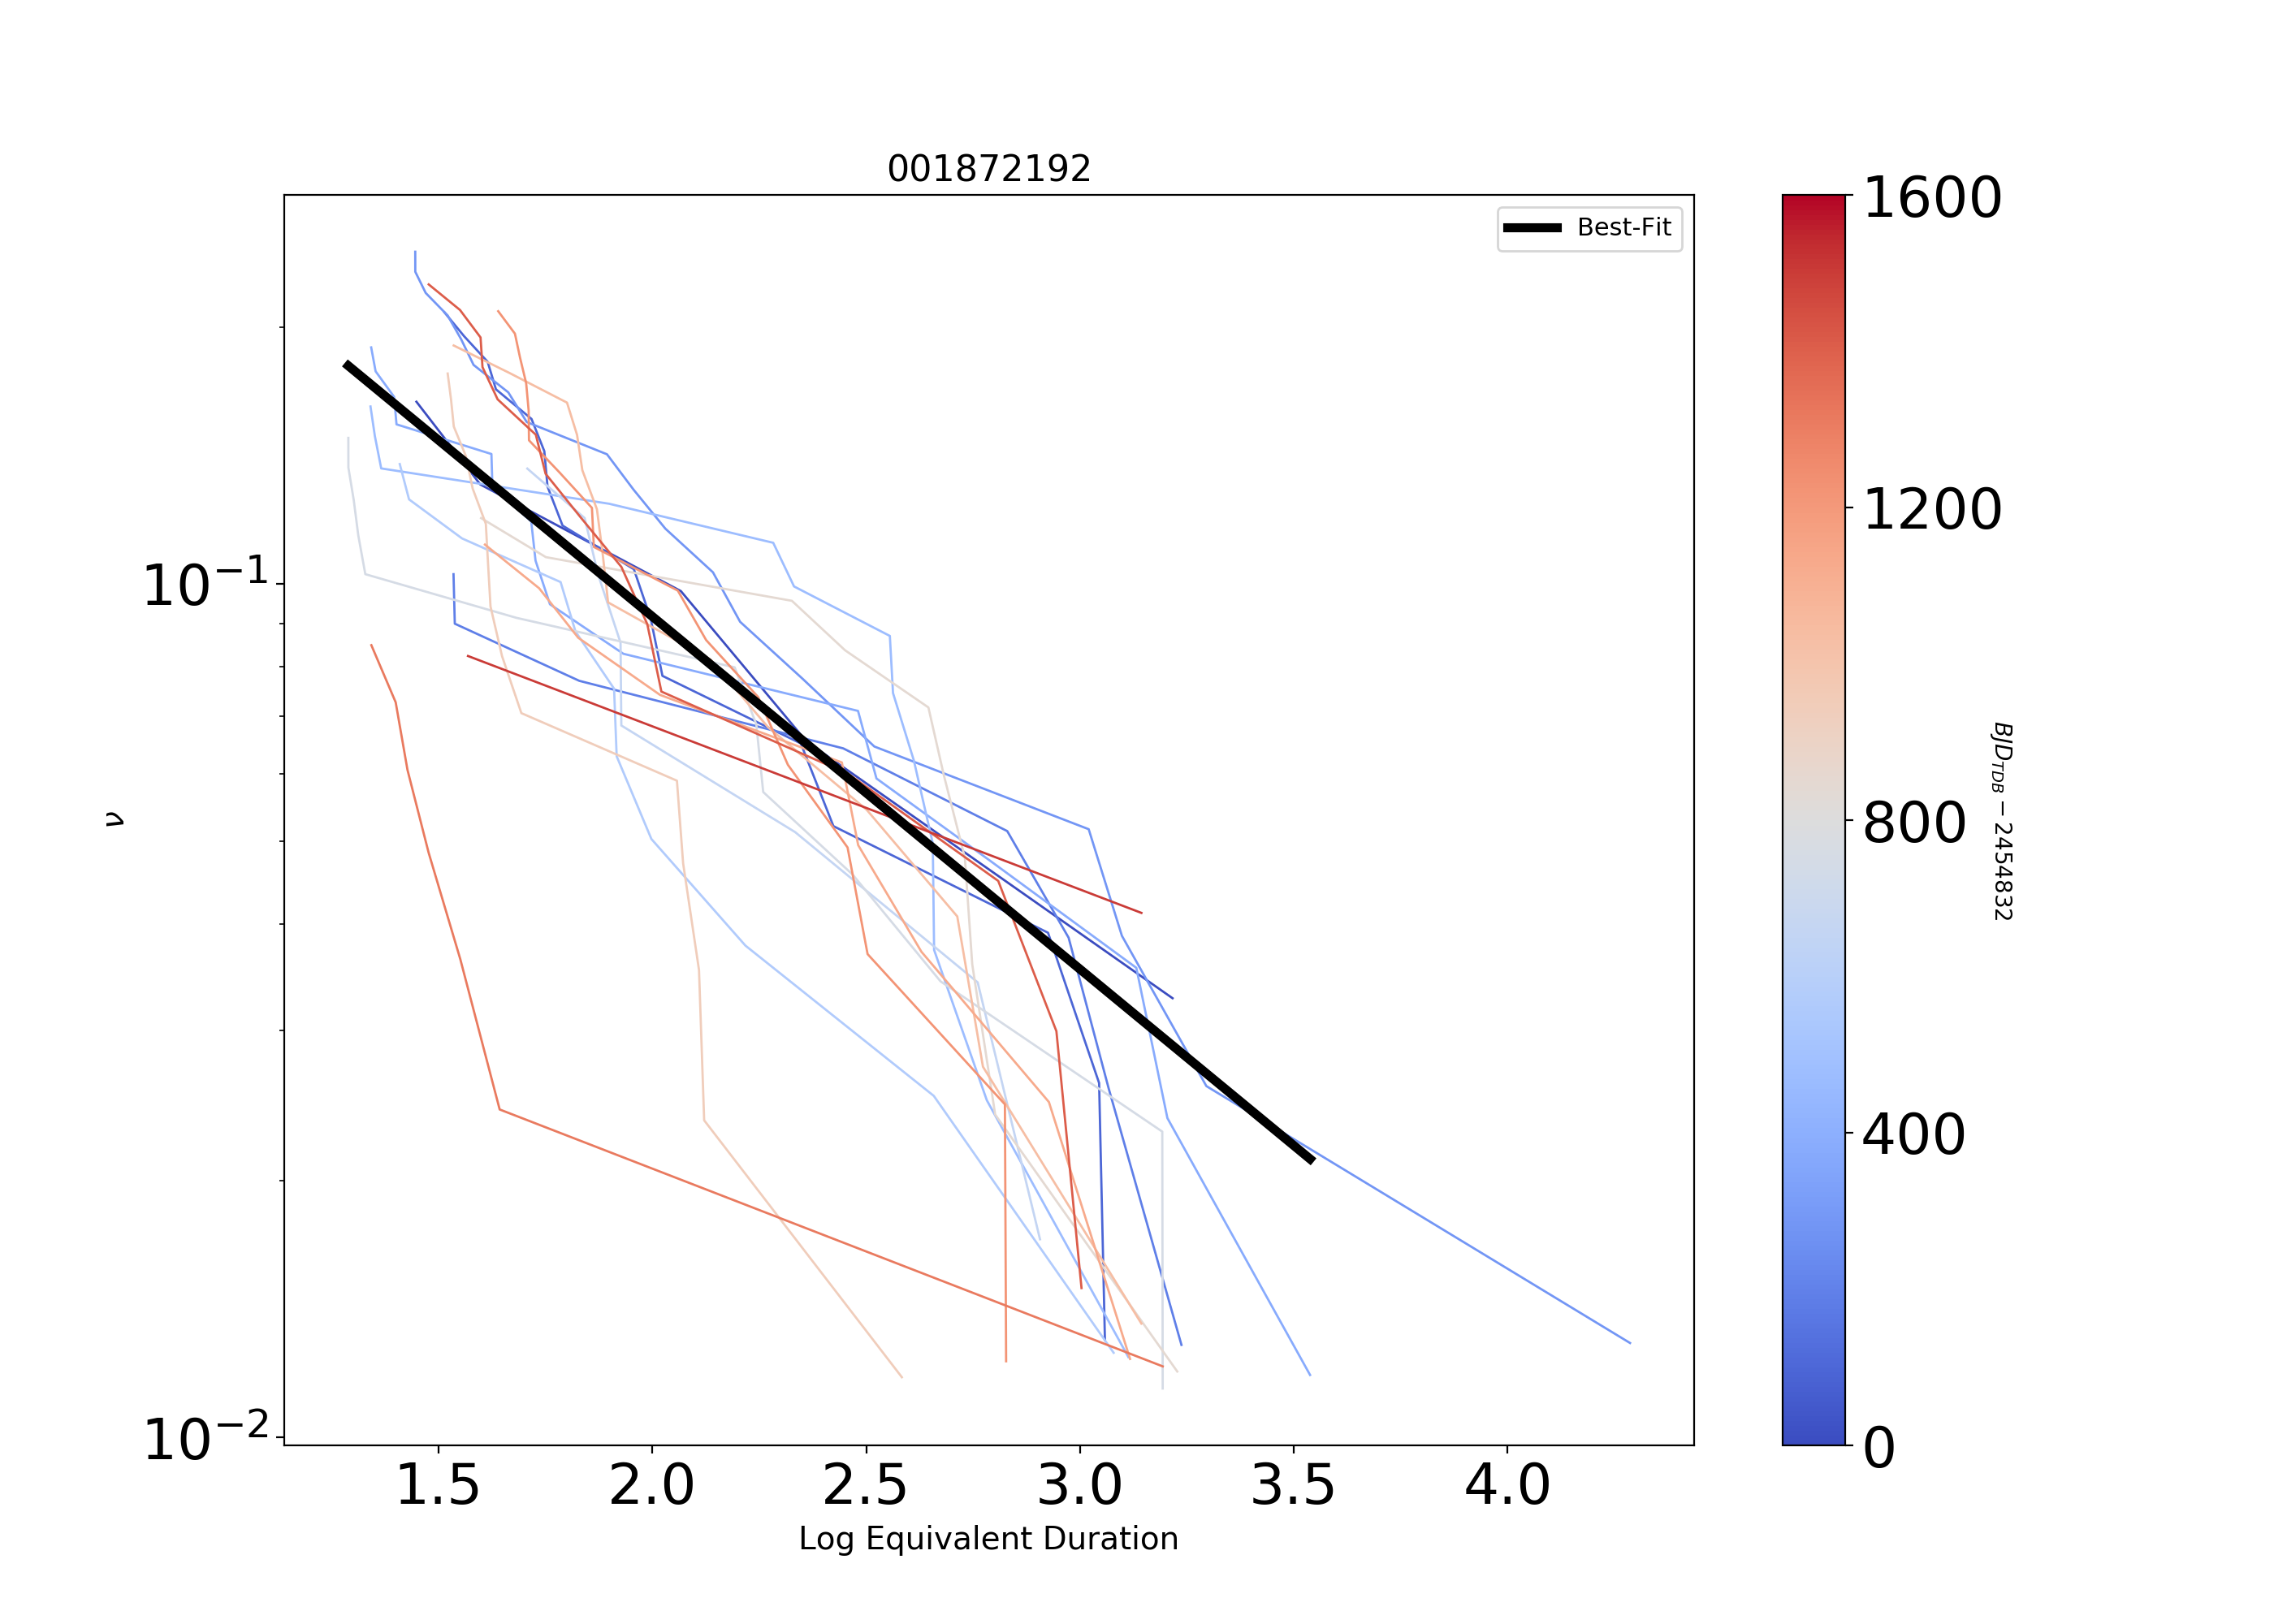 001872192
Best-Fit
10⁻¹
10⁻²
ν
1.5 2.0 2.5 3.0 3.5 4.0
Log Equivalent Duration
1600
1200
800
400
0
BJD_TDB − 2454832